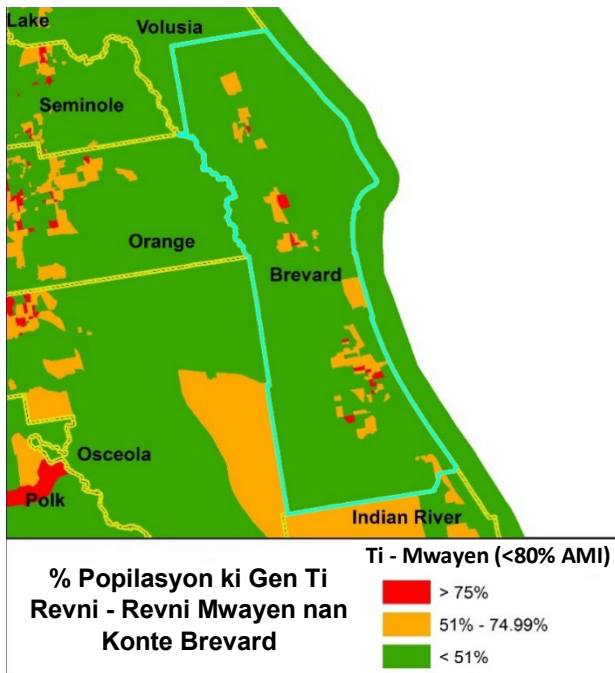 Lake
Volusia
Seminole
Orange
Brevard
Osceola
Polk
Indian River
% Popilasyon ki Gen Ti
Revni - Revni Mwayen nan
Konte Brevard
Ti - Mwayen (<80% AMI)
> 75%
51% - 74.99%
< 51%